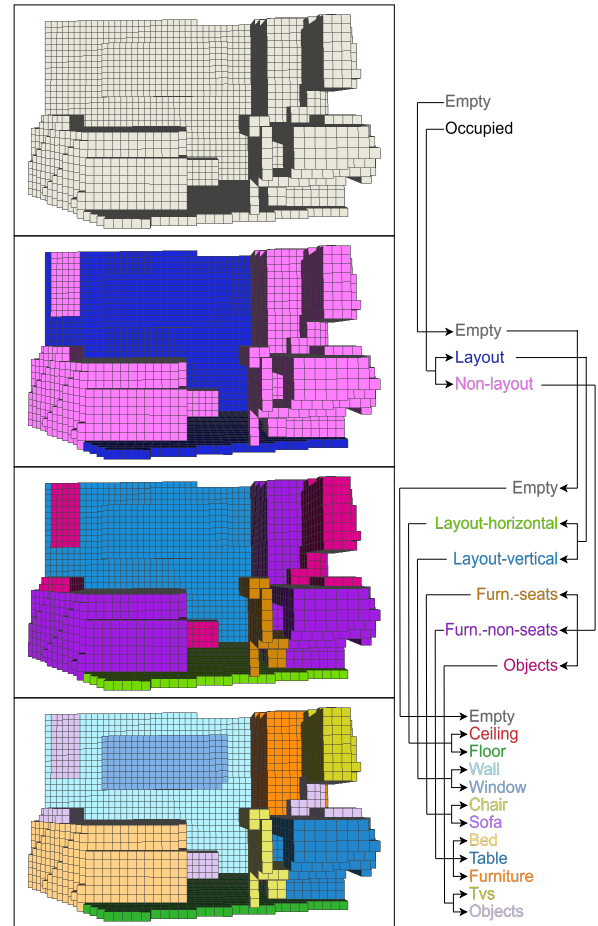 Empty
Occupied
Empty
Layout
Non-layout
Empty
Layout-horizontal
Layout-vertical
Furn.-seats
Furn.-non-seats
Objects
Empty
Ceiling
Floor
Wall
Window
Chair
Sofa
Bed
Table
Furniture
Tvs
Objects